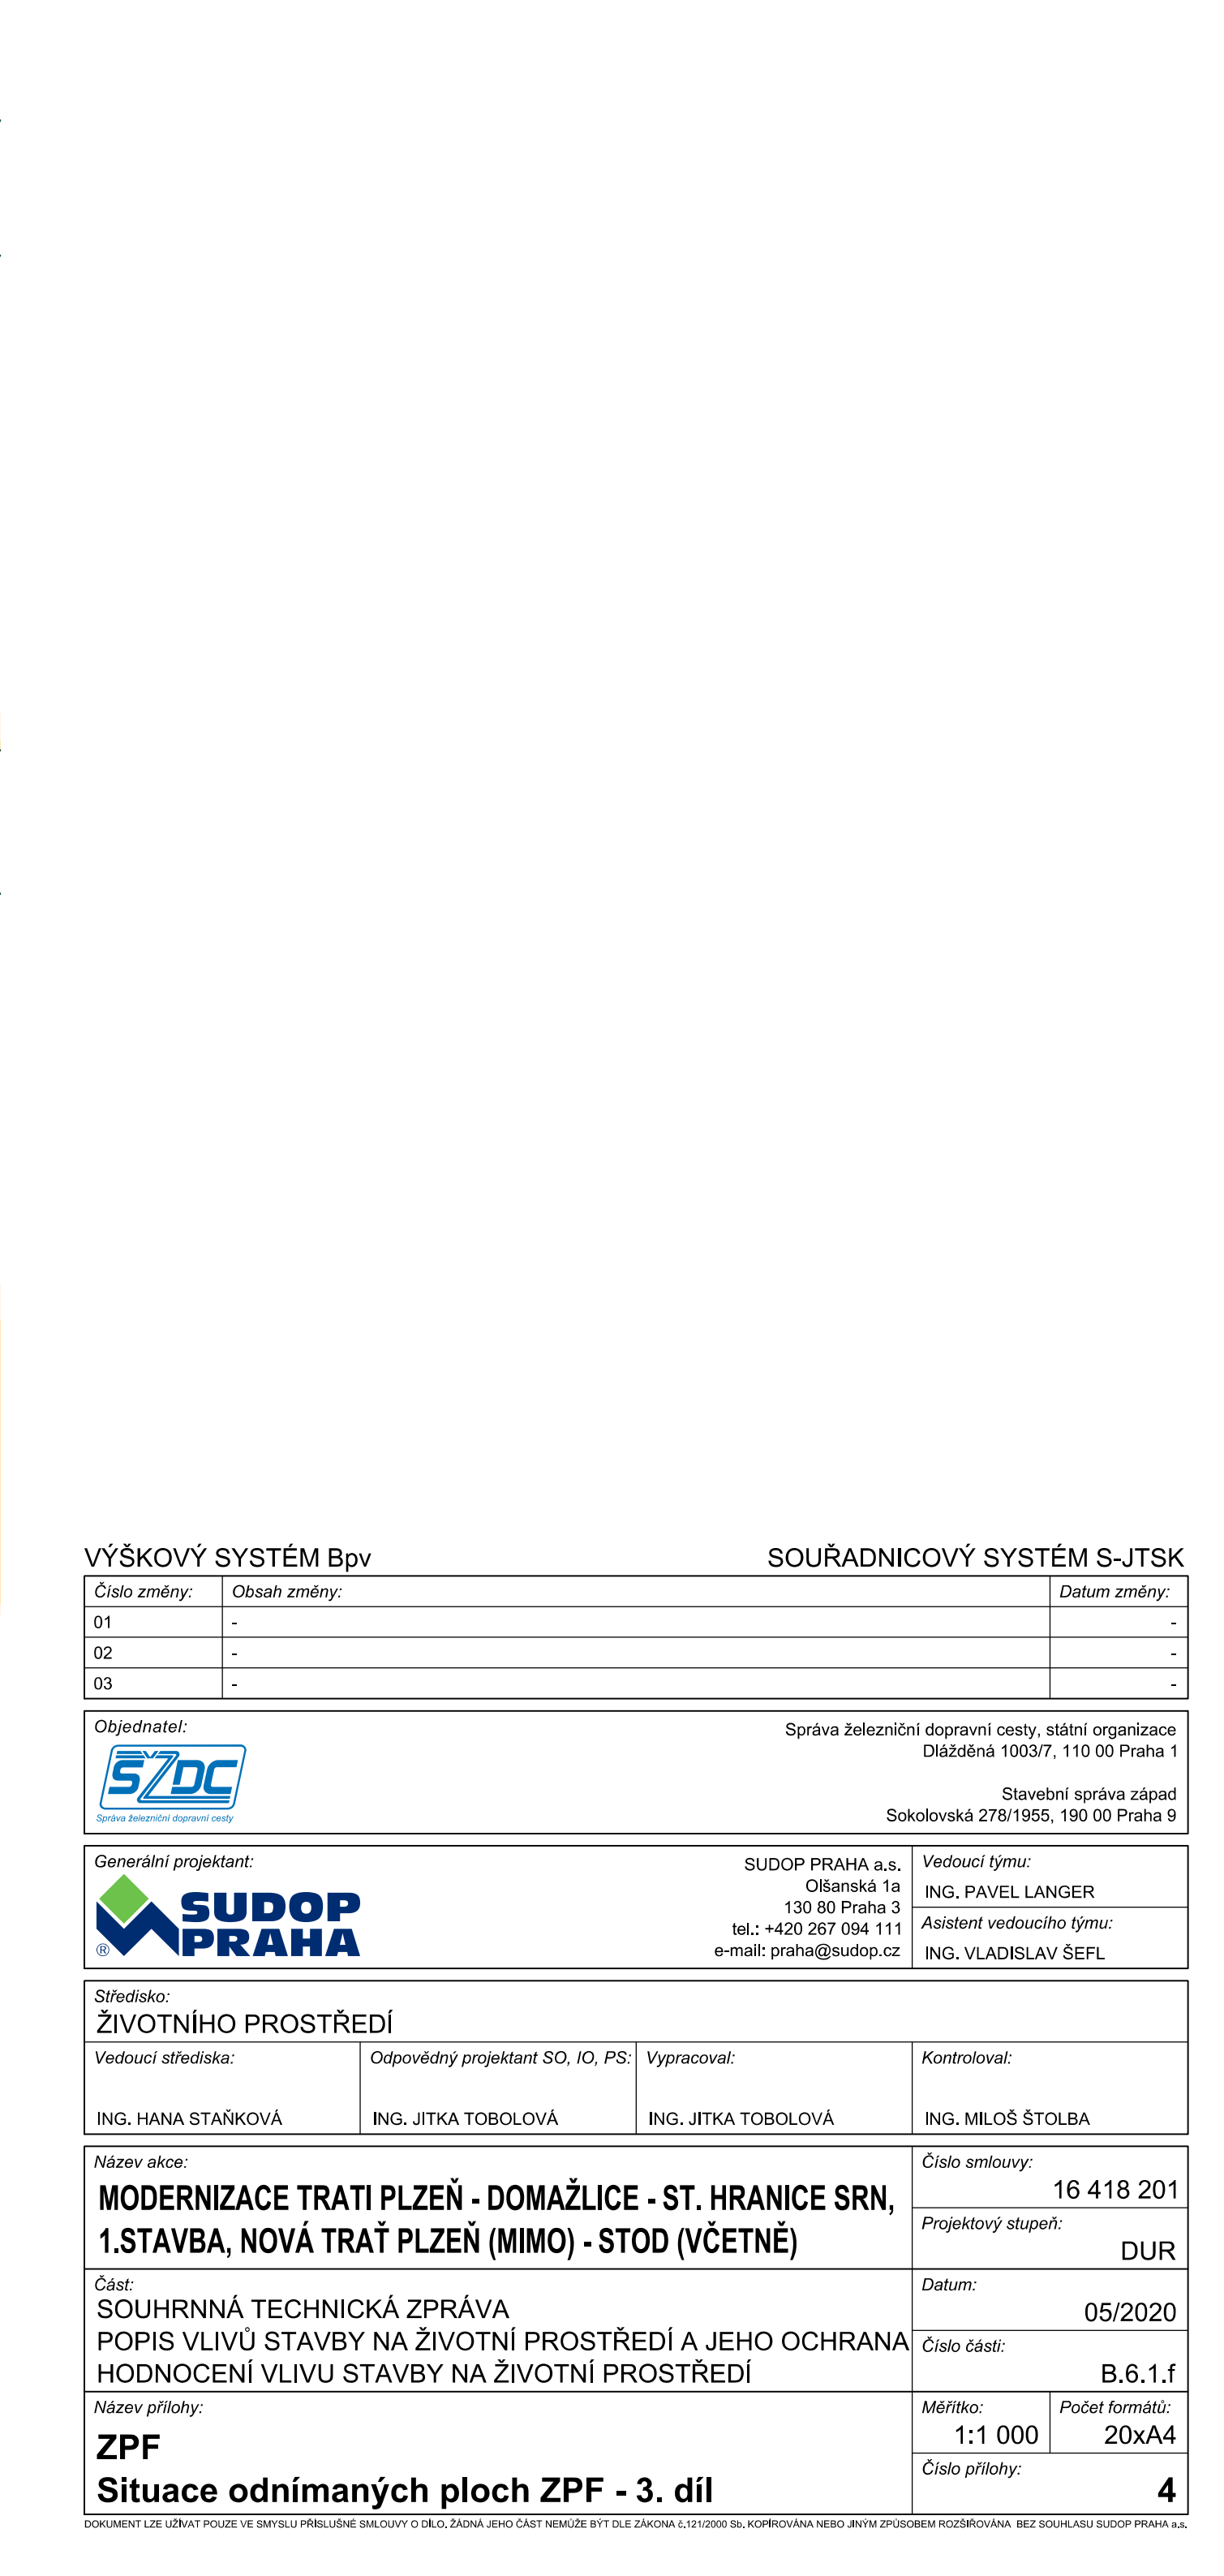 VÝŠKOVÝ SYSTÉM Bpv SOUŘADNICOVÝ SYSTÉM S-JTSK
Číslo změny: Obsah změny: Datum změny:
01 - -
02 - -
03 - -
Objednatel:
SŽDC
Správa železniční dopravní cesty
Správa železniční dopravní cesty, státní organizace
Dlážděná 1003/7, 110 00 Praha 1
Stavební správa západ
Sokolovská 278/1955, 190 00 Praha 9
Generální projektant:
SUDOP
PRAHA
®
SUDOP PRAHA a.s.
Olšanská 1a
130 80 Praha 3
tel.: +420 267 094 111
e-mail: praha@sudop.cz
Vedoucí týmu:
ING. PAVEL LANGER
Asistent vedoucího týmu:
ING. VLADISLAV ŠEFL
Středisko:
ŽIVOTNÍHO PROSTŘEDÍ
Vedoucí střediska: Odpovědný projektant SO, IO, PS: Vypracoval: Kontroloval:
ING. HANA STAŇKOVÁ ING. JITKA TOBOLOVÁ ING. JITKA TOBOLOVÁ ING. MILOŠ ŠTOLBA
Název akce:
MODERNIZACE TRATI PLZEŇ - DOMAŽLICE - ST. HRANICE SRN,
1.STAVBA, NOVÁ TRAŤ PLZEŇ (MIMO) - STOD (VČETNĚ)
Číslo smlouvy:
16 418 201
Projektový stupeň:
DUR
Část:
SOUHRNNÁ TECHNICKÁ ZPRÁVA
POPIS VLIVŮ STAVBY NA ŽIVOTNÍ PROSTŘEDÍ A JEHO OCHRANA
HODNOCENÍ VLIVU STAVBY NA ŽIVOTNÍ PROSTŘEDÍ
Datum:
05/2020
Číslo části:
B.6.1.f
Název přílohy:
ZPF
Situace odnímaných ploch ZPF - 3. díl
Měřítko: Počet formátů:
1:1 000 20xA4
Číslo přílohy:
4
DOKUMENT LZE UŽÍVAT POUZE VE SMYSLU PŘÍSLUŠNÉ SMLOUVY O DÍLO. ŽÁDNÁ JEHO ČÁST NEMŮŽE BÝT DLE ZÁKONA č.121/2000 Sb. KOPÍROVÁNA NEBO JINÝM ZPŮSOBEM ROZŠIŘOVÁNA BEZ SOUHLASU SUDOP PRAHA a.s.